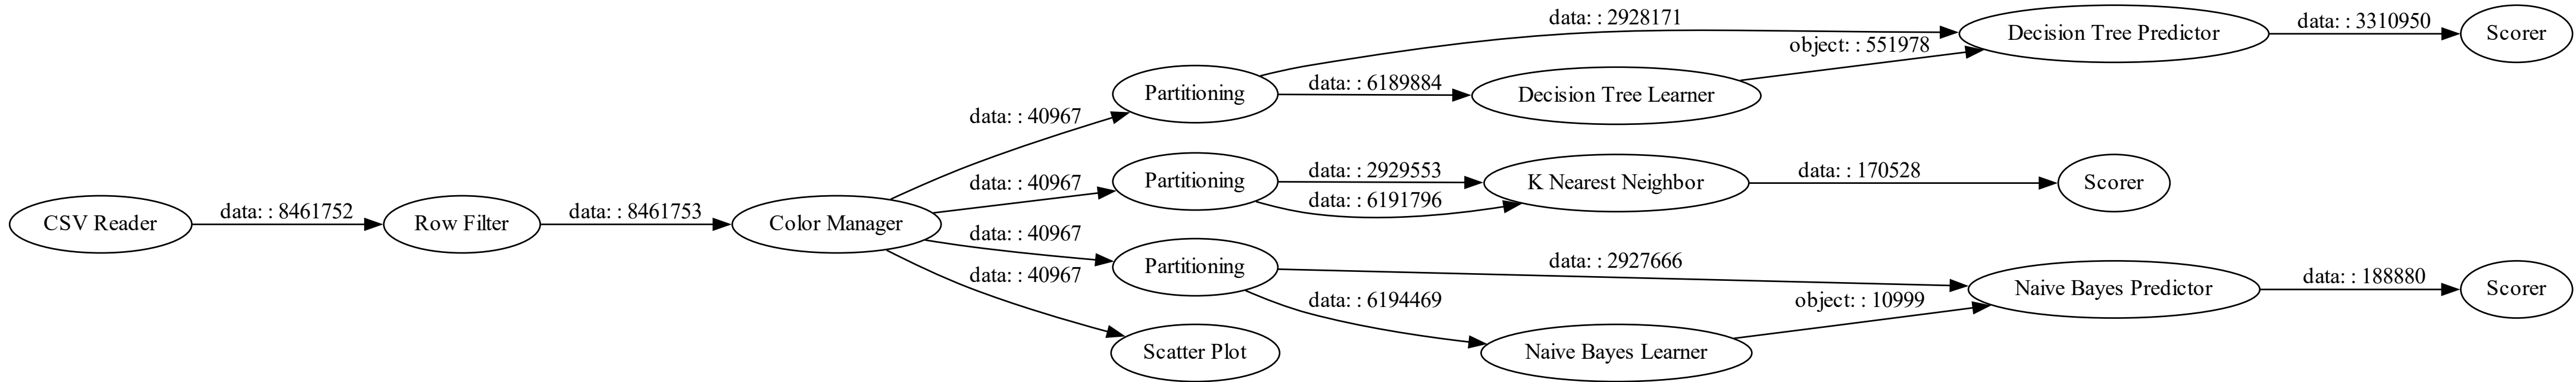 data: : 2928171
Decision Tree Predictor
data: : 3310950
Scorer
object: : 551978
Partitioning
data: : 6189884
Decision Tree Learner
data: : 40967
Partitioning
data: : 2929553
K Nearest Neighbor
data: : 170528
Scorer
data: : 40967
data: : 6191796
CSV Reader
data: : 8461752
Row Filter
data: : 8461753
Color Manager
data: : 40967
Partitioning
data: : 2927666
Naive Bayes Predictor
data: : 188880
Scorer
data: : 40967
data: : 6194469
object: : 10999
Scatter Plot
Naive Bayes Learner